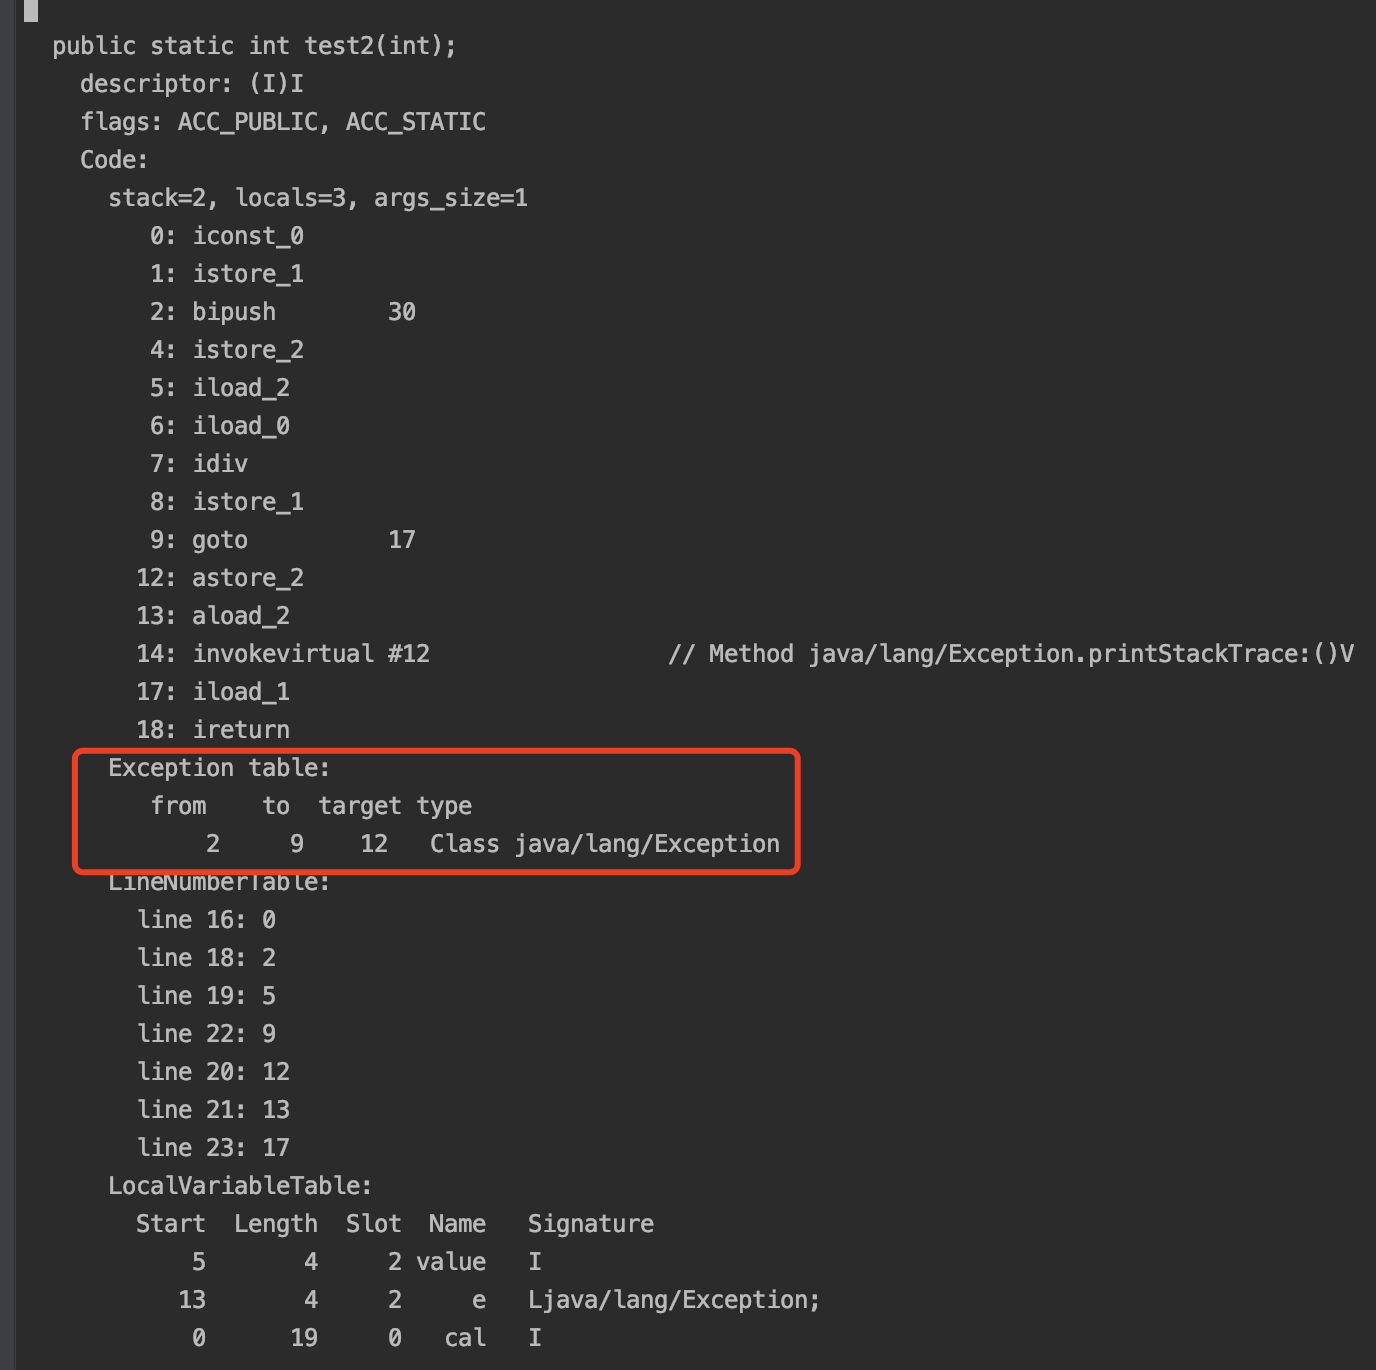 public static int test2(int);
descriptor: (I)I
flags: ACC_PUBLIC, ACC_STATIC
Code:
stack=2, locals=3, args_size=1
0: iconst_0
1: istore_1
2: bipush 30
4: istore_2
5: iload_2
6: iload_0
7: idiv
8: istore_1
9: goto 17
12: astore_2
13: aload_2
14: invokevirtual #12 // Method java/lang/Exception.printStackTrace:()V
17: iload_1
18: ireturn
Exception table:
from to target type
2 9 12 Class java/lang/Exception
LineNumberTable:
line 16: 0
line 18: 2
line 19: 5
line 22: 9
line 20: 12
line 21: 13
line 23: 17
LocalVariableTable:
Start Length Slot Name Signature
5 4 2 value I
13 4 2 e Ljava/lang/Exception;
0 19 0 cal I